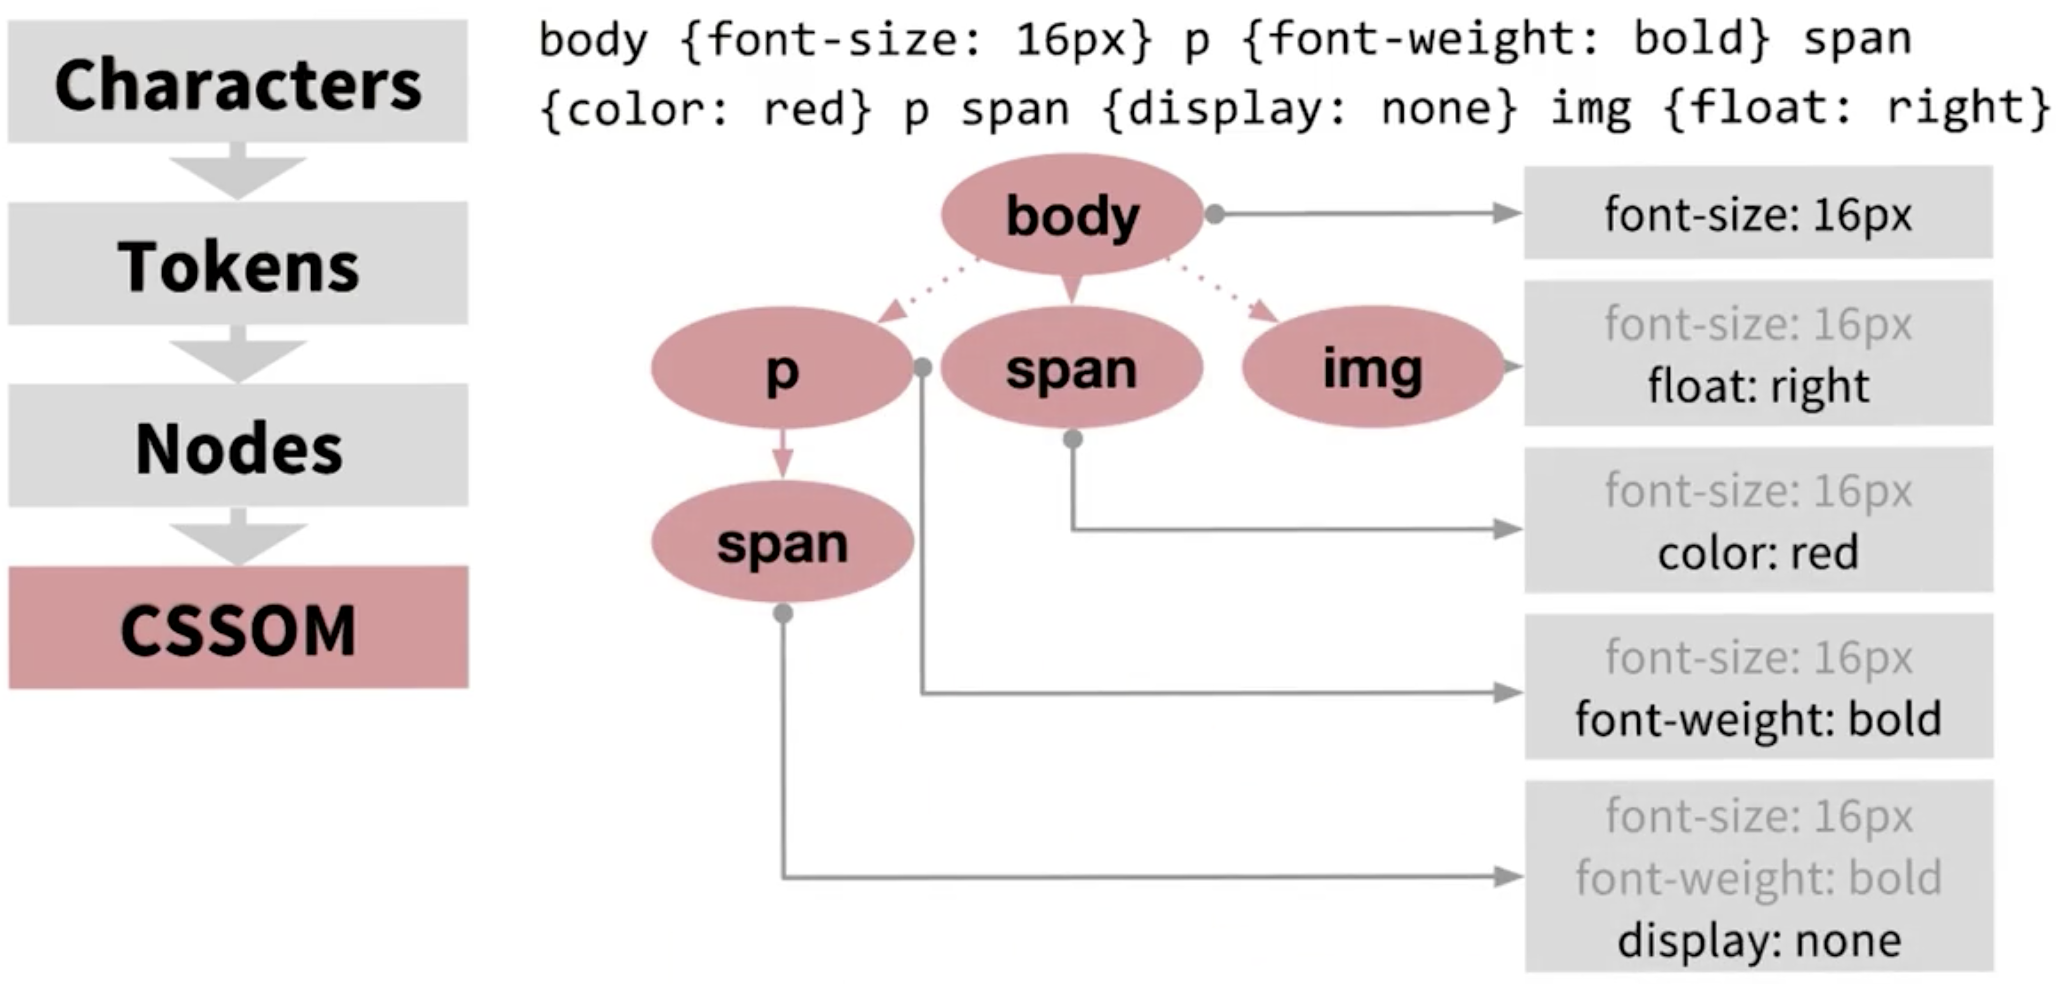 Characters
Tokens
Nodes
CSSOM
body {font-size: 16px} p {font-weight: bold} span
{color: red} p span {display: none} img {float: right}
body
p
span
img
span
font-size: 16px
font-size: 16px
float: right
font-size: 16px
color: red
font-size: 16px
font-weight: bold
font-size: 16px
font-weight: bold
display: none